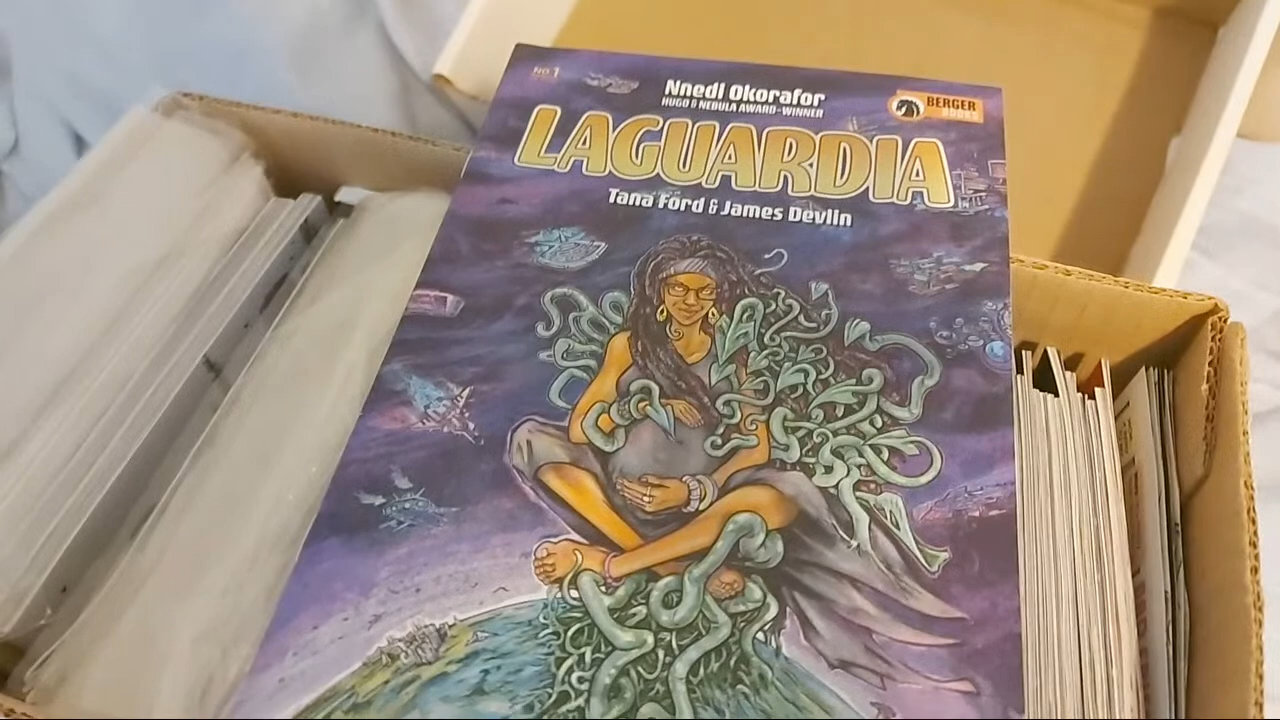 No.1
Nnedi Okorafor
HUGO & NEBULA AWARD-WINNER
BERGER
BOOKS
LAGUARDIA
Tana Ford & James Devlin